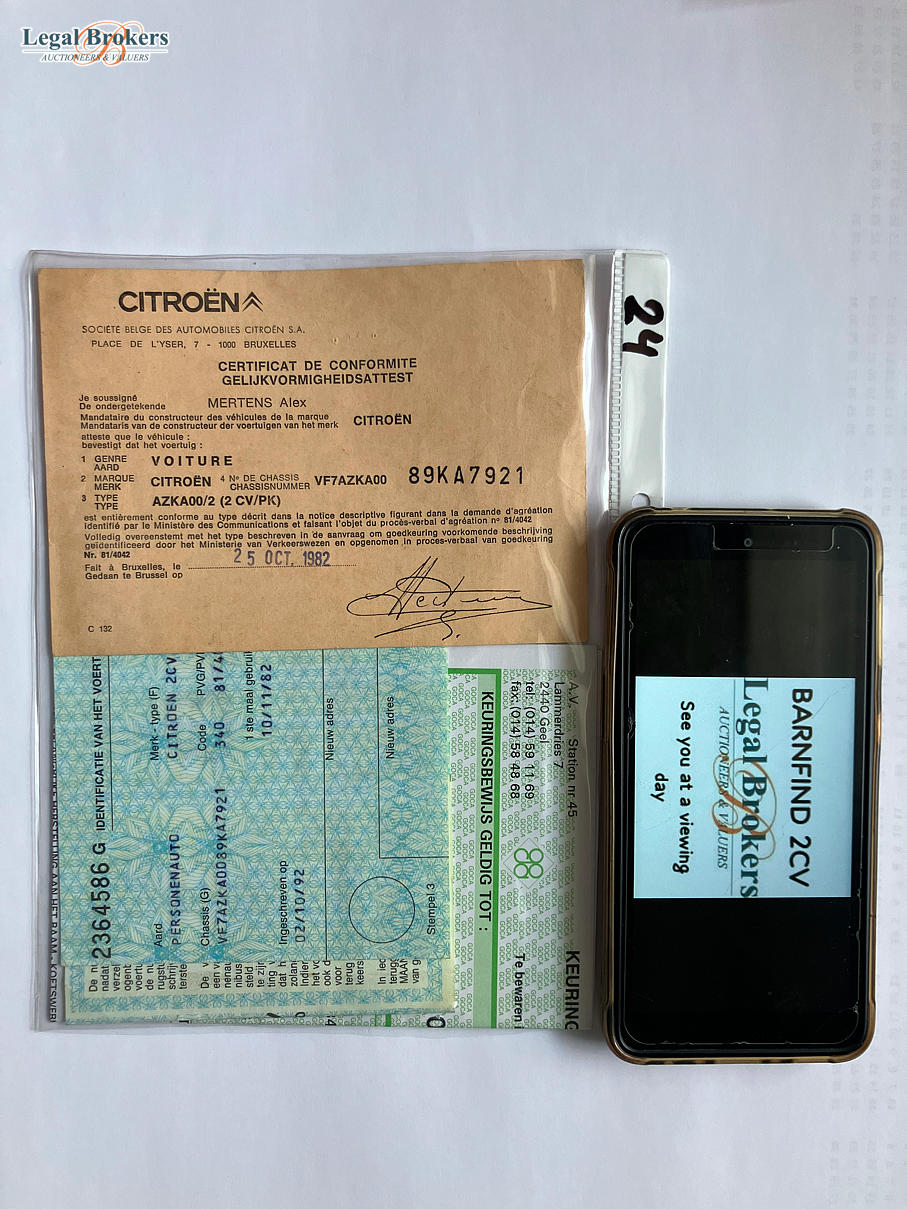 Legal Brokers
AUCTIONEERS & VALUERS
24
CITROËN
SOCIÉTÉ BELGE DES AUTOMOBILES CITROËN S.A.
PLACE DE L'YSER, 7 - 1000 BRUXELLES
CERTIFICAT DE CONFORMITE
GELIJKVORMIGHEIDSATTEST
Je soussigné
De ondergetekende
MERTENS Alex
Mandataire du constructeur des véhicules de la marque
Mandataris van de constructeur der voertuigen van het merk
CITROËN
atteste que le véhicule :
bevestigt dat het voertuig :
1 GENRE
AARD
VOITURE
2 MARQUE
MERK
CITROËN
4 Nº DE CHASSIS
CHASSISNUMMER
VF7AZKA00 89KA7921
3 TYPE
TYPE
AZKA00/2 (2 CV/PK)
est entièrement conforme au type décrit dans la notice descriptive figurant dans la demande d'agréation
identifié par le Ministère des Communications et faisant l'objet du procès-verbal d'agréation nº 81/4042
Volledig overeenstemt met het type beschreven in de aanvraag om goedkeuring voorkomende beschrijving
geïdentificeerd door het Ministerie van Verkeerswezen en opgenomen in proces-verbaal van goedkeuring
Nr. 81/4042
Fait à Bruxelles, le
Gedaan te Brussel op
25 OCT. 1982
C 132
2364586 G IDENTIFICATIE VAN HET VOERT
Aard
PERSONENAUTO
Merk - type (F)
CITROEN 2CV
Chassis (G)
VF7AZKA0089KA7921
Code
340
PVG/PV
81/4
Ingeschreven op
02/10/92
1 ste maal gebrui
10/11/82
Nieuw adres
Nieuw adres
Stempel 3
A.V. Station nr 45
Lammerdries 7
2440 Geel
tel: (014) 59 11 69
fax: (014) 58 48 68
KEURINGSBEWIJS GELDIG TOT :
KEURING
Te bewaren
BARNFIND 2CV
Legal Brokers
AUCTIONEERS & VALUERS
See you at a viewing
day